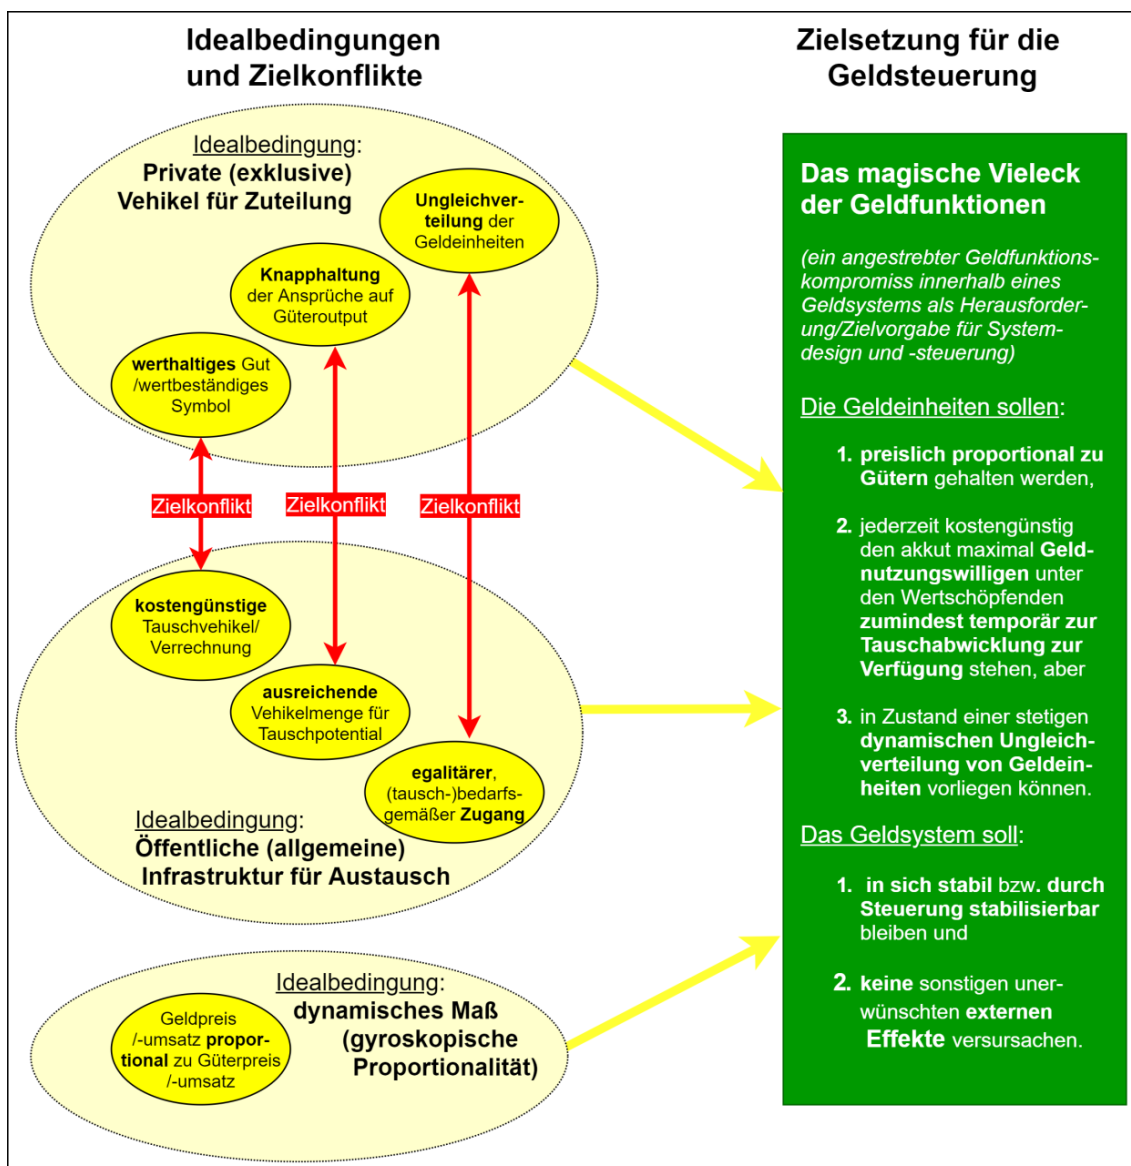 Idealbedingungen
und Zielkonflikte
Idealbedingung:
Private (exklusive)
Vehikel für Zuteilung
Ungleichver-
teilung der
Geldeinheiten
Knapphaltung
der Ansprüche auf
Güteroutput
werthaltiges Gut
/wertbeständiges
Symbol
Zielkonflikt
Zielkonflikt
Zielkonflikt
kostengünstige
Tauschvehikel/
Verrechnung
ausreichende
Vehikelmenge für
Tauschpotential
egalitärer,
(tausch-)bedarfs-
gemäßer Zugang
Idealbedingung:
Öffentliche (allgemeine)
Infrastruktur für Austausch
Idealbedingung:
dynamisches Maß
(gyroskopische
Proportionalität)
Geldpreis
/-umsatz propor-
tional zu Güterpreis
/-umsatz
Zielsetzung für die
Geldsteuerung
Das magische Vieleck
der Geldfunktionen
(ein angestrebter Geldfunktions-
kompromiss innerhalb eines
Geldsystems als Herausforder-
ung/Zielvorgabe für System-
design und -steuerung)
Die Geldeinheiten sollen:
1. preislich proportional zu
Gütern gehalten werden,
2. jederzeit kostengünstig
den akkut maximal Geld-
nutzungswilligen unter
den Wertschöpfenden
zumindest temporär zur
Tauschabwicklung zur
Verfügung stehen, aber
3. in Zustand einer stetigen
dynamischen Ungleich-
verteilung von Geldein-
heiten vorliegen können.
Das Geldsystem soll:
1. in sich stabil bzw. durch
Steuerung stabilisierbar
bleiben und
2. keine sonstigen uner-
wünschten externen
Effekte versursachen.